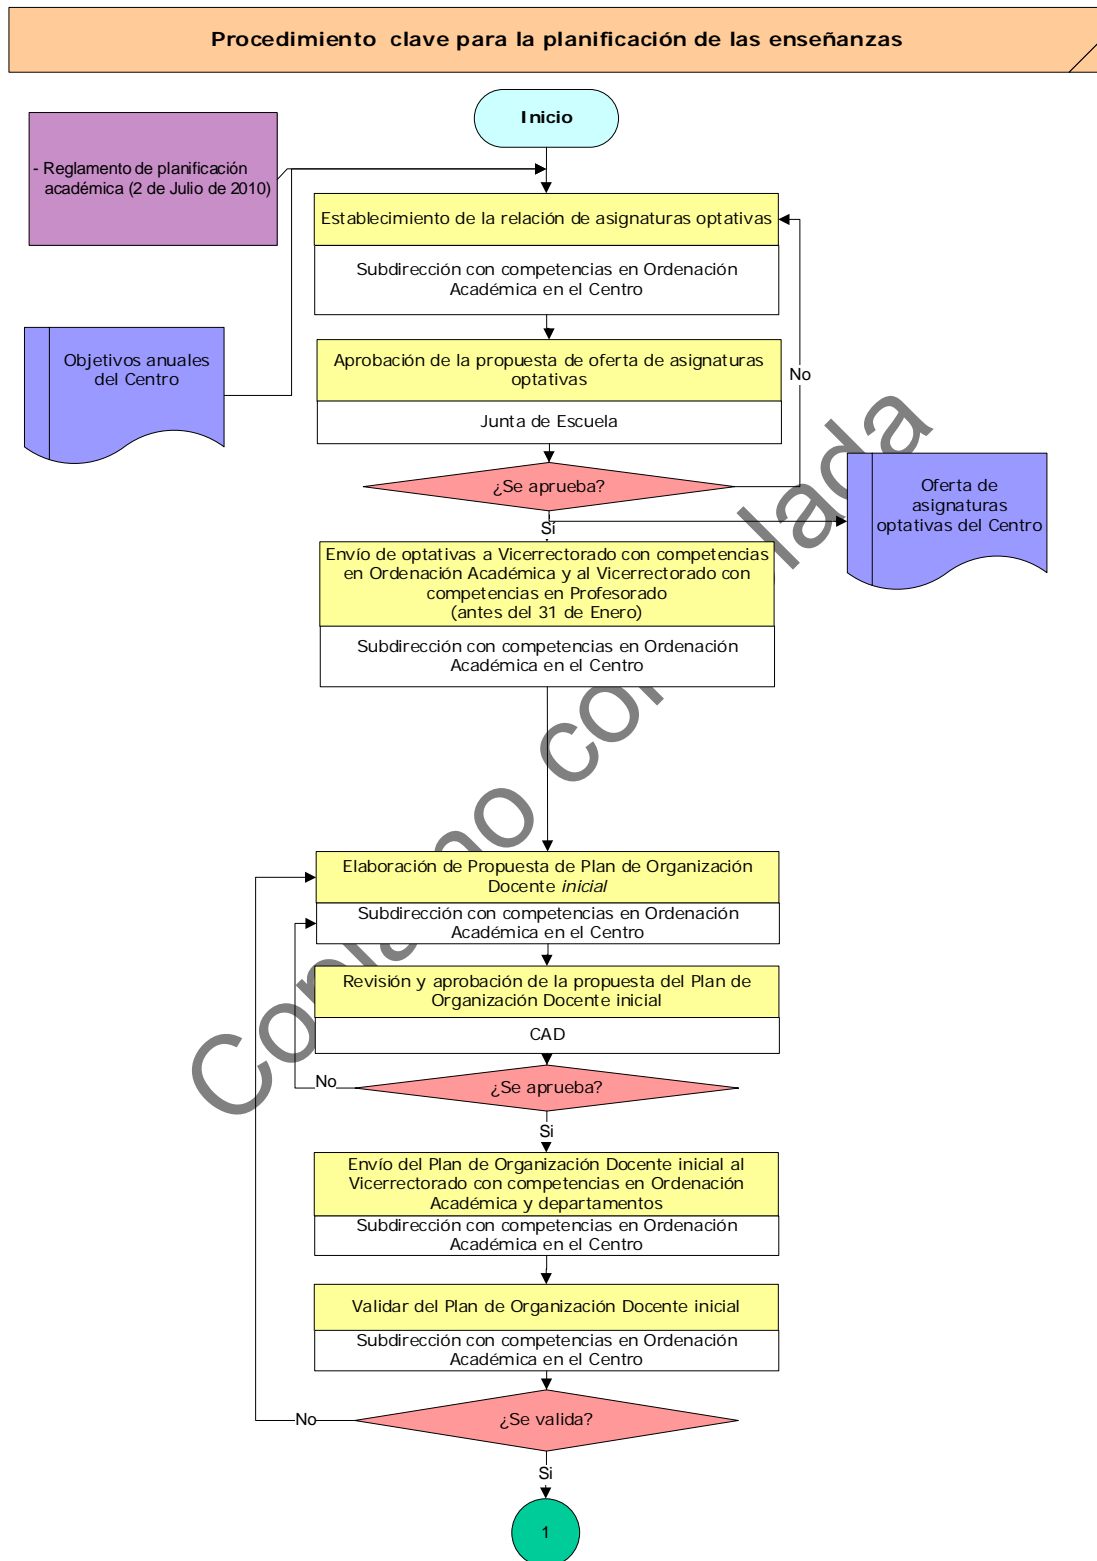 Procedimiento clave para la planificación de las enseñanzas
Inicio
- Reglamento de planificación
académica (2 de Julio de 2010)
Establecimiento de la relación de asignaturas optativas
Subdirección con competencias en Ordenación
Académica en el Centro
Objetivos anuales
del Centro
Aprobación de la propuesta de oferta de asignaturas
optativas
No
Junta de Escuela
¿Se aprueba?
Oferta de
asignaturas
optativas del Centro
Sí
Envío de optativas a Vicerrectorado con competencias
en Ordenación Académica y al Vicerrectorado con
competencias en Profesorado
(antes del 31 de Enero)
Subdirección con competencias en Ordenación
Académica en el Centro
Elaboración de Propuesta de Plan de Organización
Docente inicial
Subdirección con competencias en Ordenación
Académica en el Centro
Revisión y aprobación de la propuesta del Plan de
Organización Docente inicial
CAD
No
¿Se aprueba?
Si
Envío del Plan de Organización Docente inicial al
Vicerrectorado con competencias en Ordenación
Académica y departamentos
Subdirección con competencias en Ordenación
Académica en el Centro
Validar del Plan de Organización Docente inicial
Subdirección con competencias en Ordenación
Académica en el Centro
No
¿Se valida?
Si
1